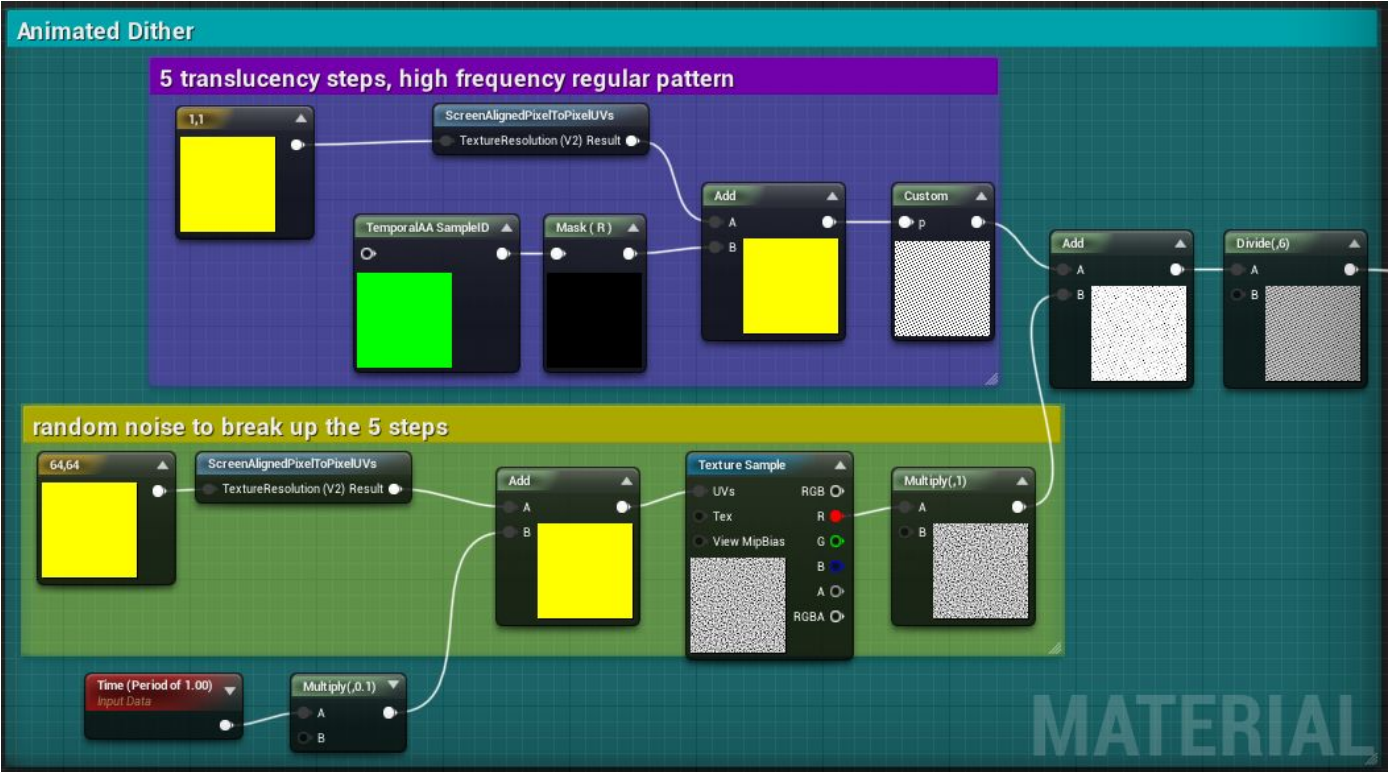 Animated Dither
5 translucency steps, high frequency regular pattern
1,1
ScreenAlignedPixelToPixelUVs
TextureResolution (V2) Result
TemporalAA SampleID
Mask ( R )
Add
A
B
Custom
p
Add
A
B
Divide(,6)
A
B
random noise to break up the 5 steps
64,64
ScreenAlignedPixelToPixelUVs
TextureResolution (V2) Result
Add
A
B
Texture Sample
UVs RGB
Tex R
View MipBias G
B
A
RGBA
Multiply(,1)
A
B
Time (Period of 1.00)
Input Data
Multiply(,0.1)
A
B
MATERIAL